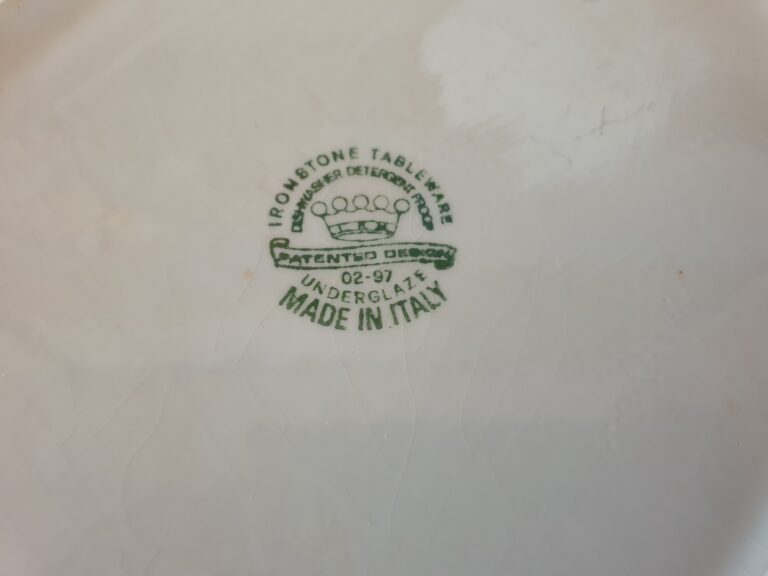 IRONSTONE TABLEWARE
DISHWASHER DETERGENT PROOF
PATENTED DESIGN
02-97
UNDERGLAZE
MADE IN ITALY